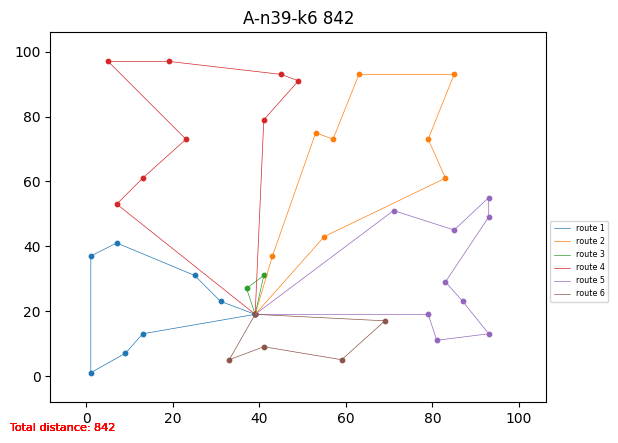 A-n39-k6 842
100
80
60
40
20
0
0 20 40 60 80 100
route 1
route 2
route 3
route 4
route 5
route 6
Total distance: 842